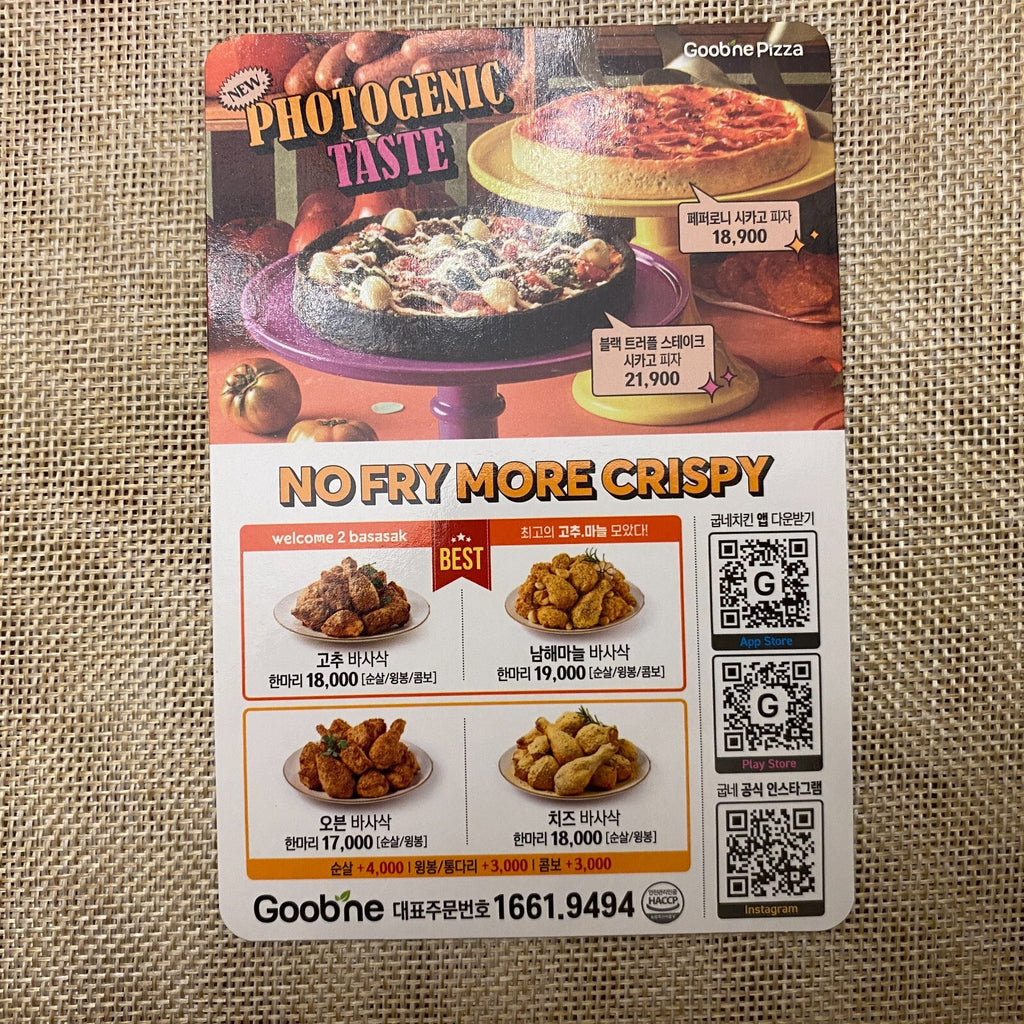 Goobne Pizza
NEW
PHOTOGENIC
TASTE
페퍼로니 시카고 피자
18,900
블랙 트러플 스테이크
시카고 피자
21,900
NO FRY MORE CRISPY
welcome 2 basasak
BEST
최고의 고추.마늘 모았다!
고추 바사삭
한마리 18,000 [순살/윙봉/콤보]
남해마늘 바사삭
한마리 19,000 [순살/윙봉/콤보]
오븐 바사삭
한마리 17,000 [순살/윙봉]
치즈 바사삭
한마리 18,000 [순살/윙봉]
순살 +4,000 | 윙봉/통다리 +3,000 | 콤보 +3,000
굽네치킨 앱 다운받기
G
App Store
G
Play Store
굽네 공식 인스타그램
Instagram
Goobne 대표주문번호 1661.9494
HACCP